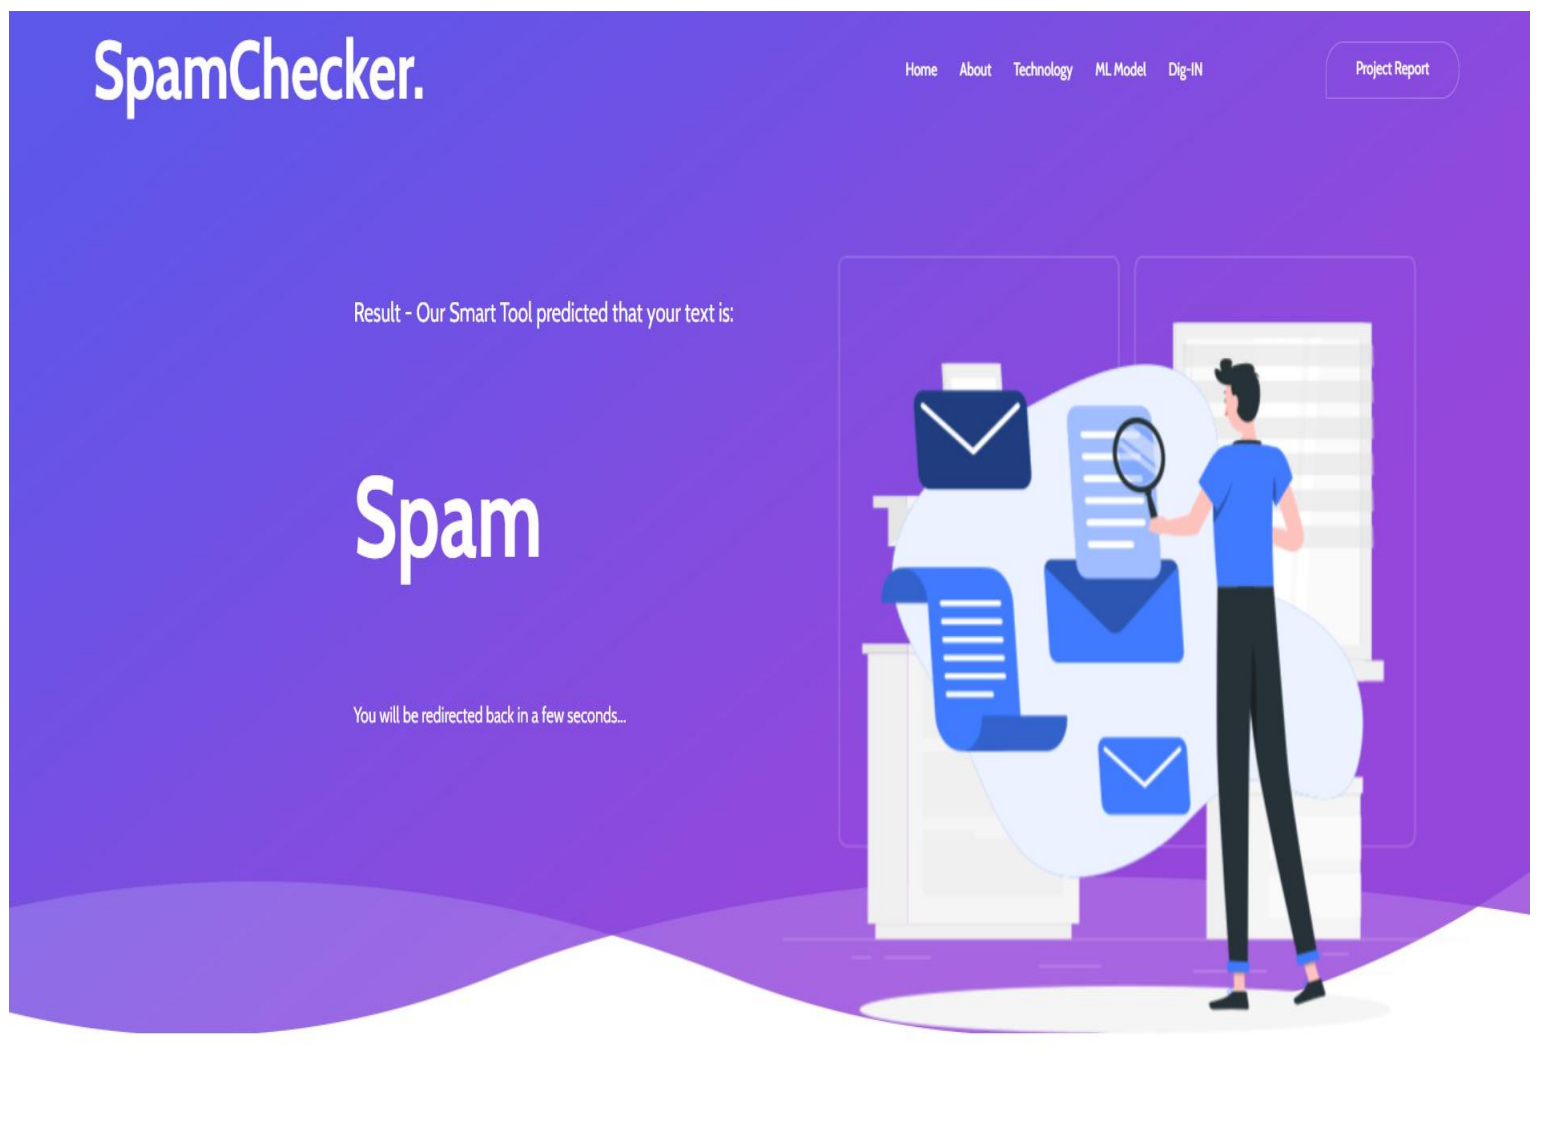 SpamChecker.
Home About Technology ML Model Dig-IN Project Report
Result - Our Smart Tool predicted that your text is:
Spam
You will be redirected back in a few seconds...